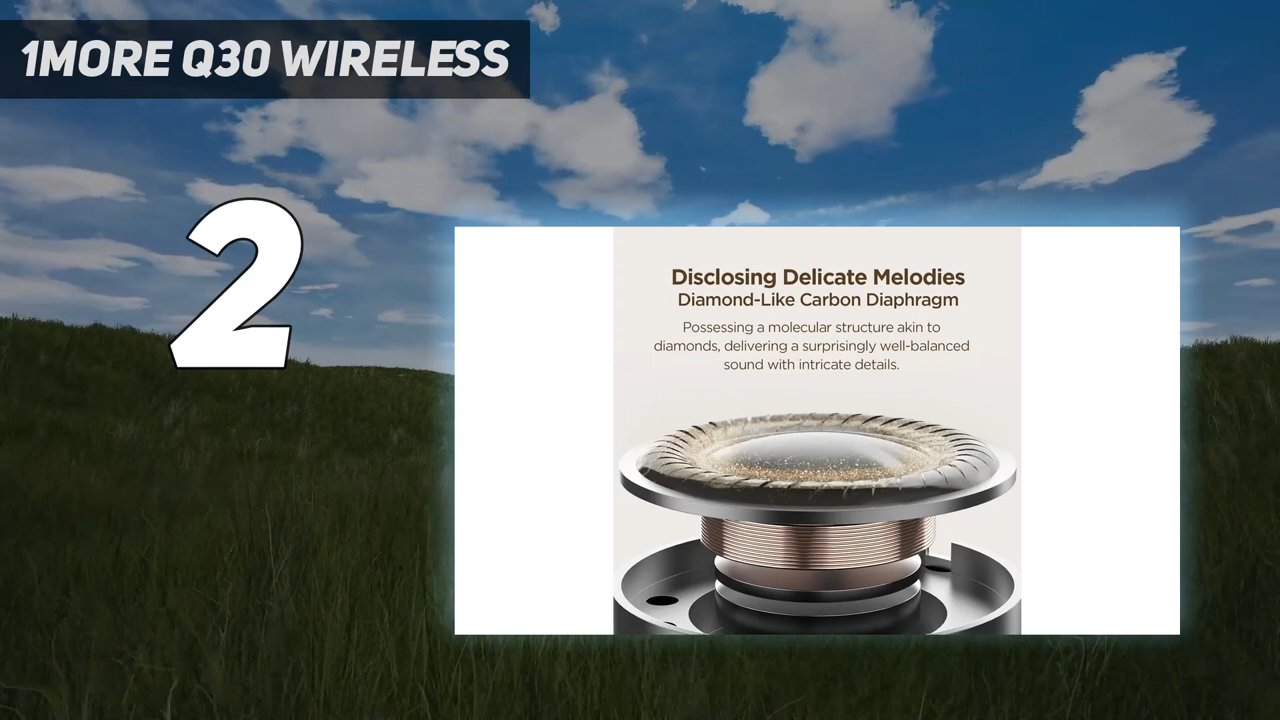 1MORE Q30 WIRELESS
2
Disclosing Delicate Melodies
Diamond-Like Carbon Diaphragm
Possessing a molecular structure akin to
diamonds, delivering a surprisingly well-balanced
sound with intricate details.